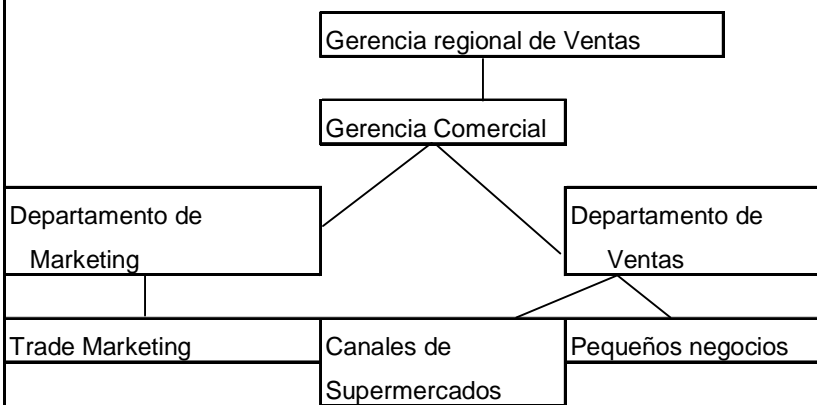 Gerencia regional de Ventas
Gerencia Comercial
Departamento de
Marketing
Departamento de
Ventas
Trade Marketing
Canales de
Supermercados
Pequeños negocios